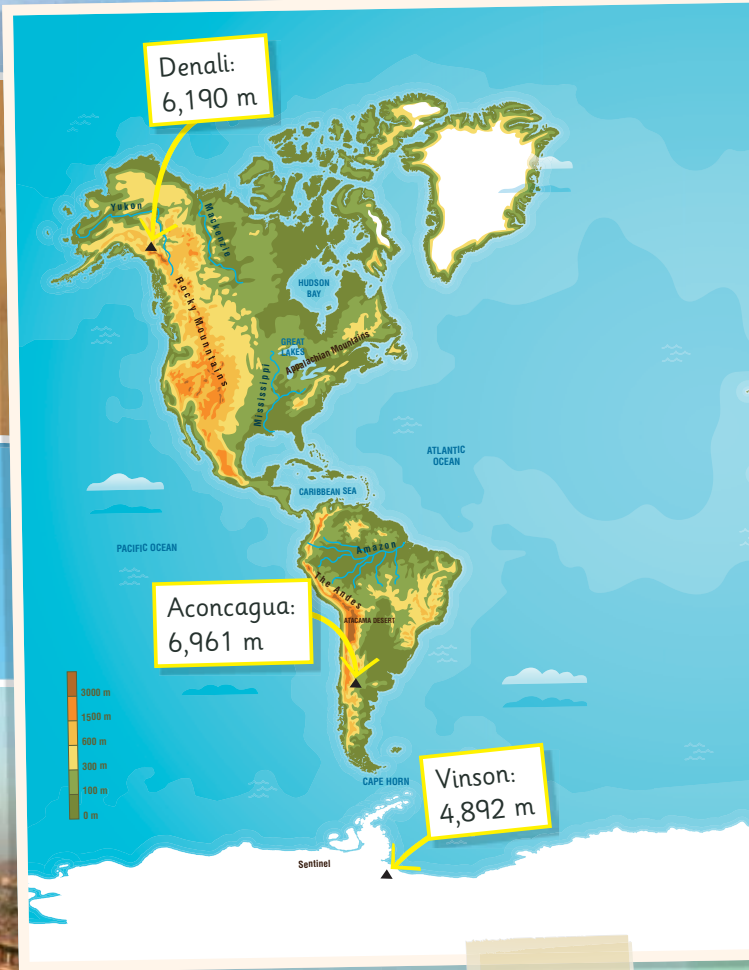 Denali:
6,190 m
Yukon
Mackenzie
Rocky Mounntains
HUDSON
BAY
GREAT
LAKES
Appalachian Mountains
Mississippi
ATLANTIC
OCEAN
CARIBBEAN SEA
PACIFIC OCEAN
Amazon
The Andes
ATACAMA DESERT
Aconcagua:
6,961 m
3000 m
1500 m
600 m
300 m
100 m
0 m
CAPE HORN
Vinson:
4,892 m
Sentinel